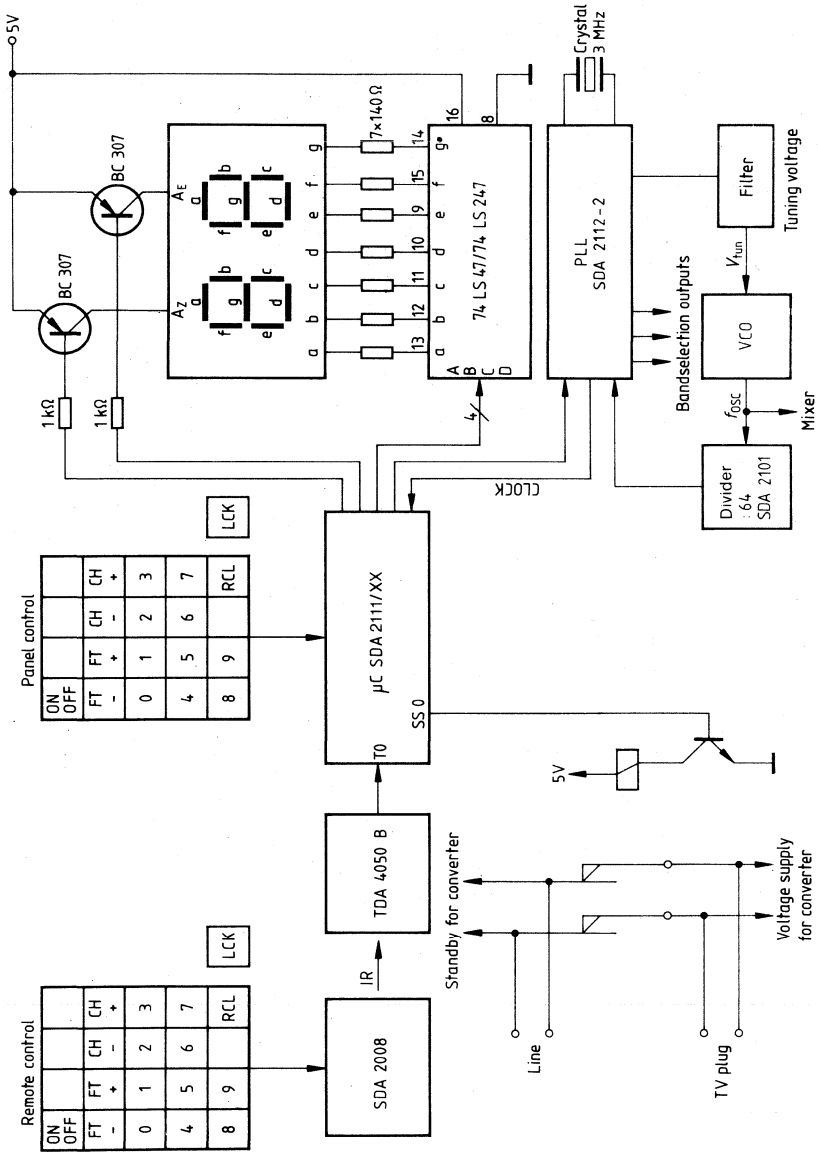 Remote control
ON
OFF
FT FT CH CH
- + - +
0 1 2 3
4 5 6 7
8 9 RCL
LCK
SDA 2008
IR
TDA 4050 B
Panel control
ON
OFF
FT FT CH CH
- + - +
0 1 2 3
4 5 6 7
8 9 RCL
LCK
T0
µC SDA 2111/XX
SS 0
5V
1 kΩ
1 kΩ
BC 307
BC 307
5V
AZ AE
a a
f b f b
g g
e c e c
d d
a b c d e f g
7×140 Ω
13 12 11 10 9 15 14
a b c d e f g•
A
B
C
D
4
74 LS 47/74 LS 247
16
8
CLOCK
PLL
SDA 2112-2
Crystal
3 MHz
Bandselection outputs
Divider
:64
SDA 2101
fOSC
Mixer
VCO
Vtun
Filter
Tuning voltage
Standby for converter
Line
TV plug
Voltage supply
for converter